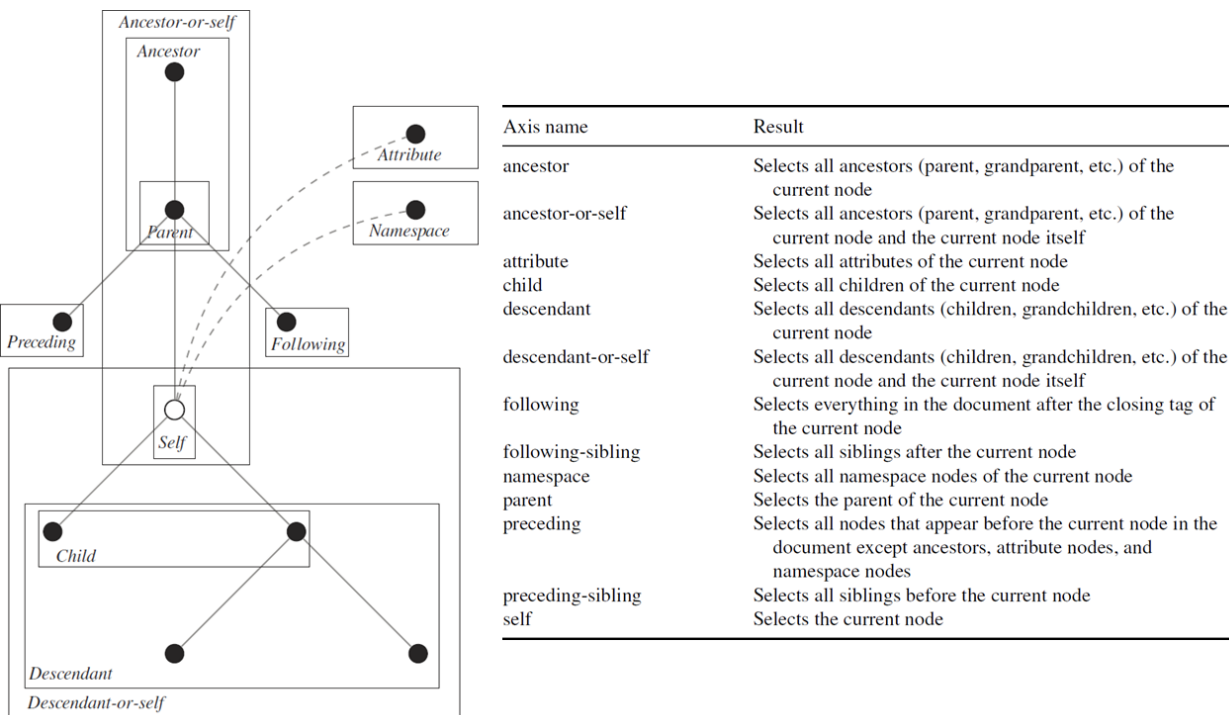 Ancestor-or-self
Ancestor
Attribute
Parent
Namespace
Preceding
Following
Self
Child
Descendant
Descendant-or-self
Axis name Result
ancestor Selects all ancestors (parent, grandparent, etc.) of the
current node
ancestor-or-self Selects all ancestors (parent, grandparent, etc.) of the
current node and the current node itself
attribute Selects all attributes of the current node
child Selects all children of the current node
descendant Selects all descendants (children, grandchildren, etc.) of the
current node
descendant-or-self Selects all descendants (children, grandchildren, etc.) of the
current node and the current node itself
following Selects everything in the document after the closing tag of
the current node
following-sibling Selects all siblings after the current node
namespace Selects all namespace nodes of the current node
parent Selects the parent of the current node
preceding Selects all nodes that appear before the current node in the
document except ancestors, attribute nodes, and
namespace nodes
preceding-sibling Selects all siblings before the current node
self Selects the current node